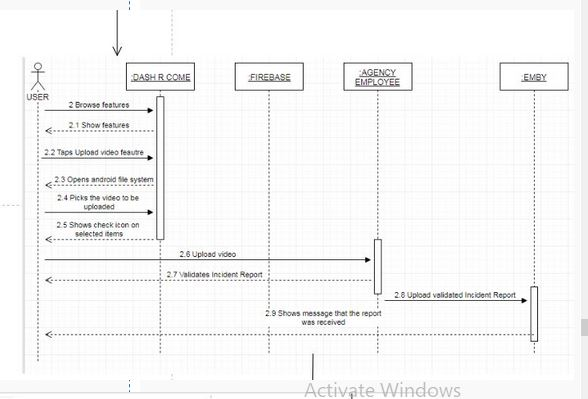 :DASH R COME
:FIREBASE
:AGENCY
EMPLOYEE
:EMBY
USER
2 Browse features
2.1 Show features
2.2 Taps Upload video feautre
2.3 Opens android file system
2.4 Picks the video to be
uploaded
2.5 Shows check icon on
selected items
2.6 Upload video
2.7 Validates Incident Report
2.8 Upload validated Incident Report
2.9 Shows message that the report
was received
Activate Windows